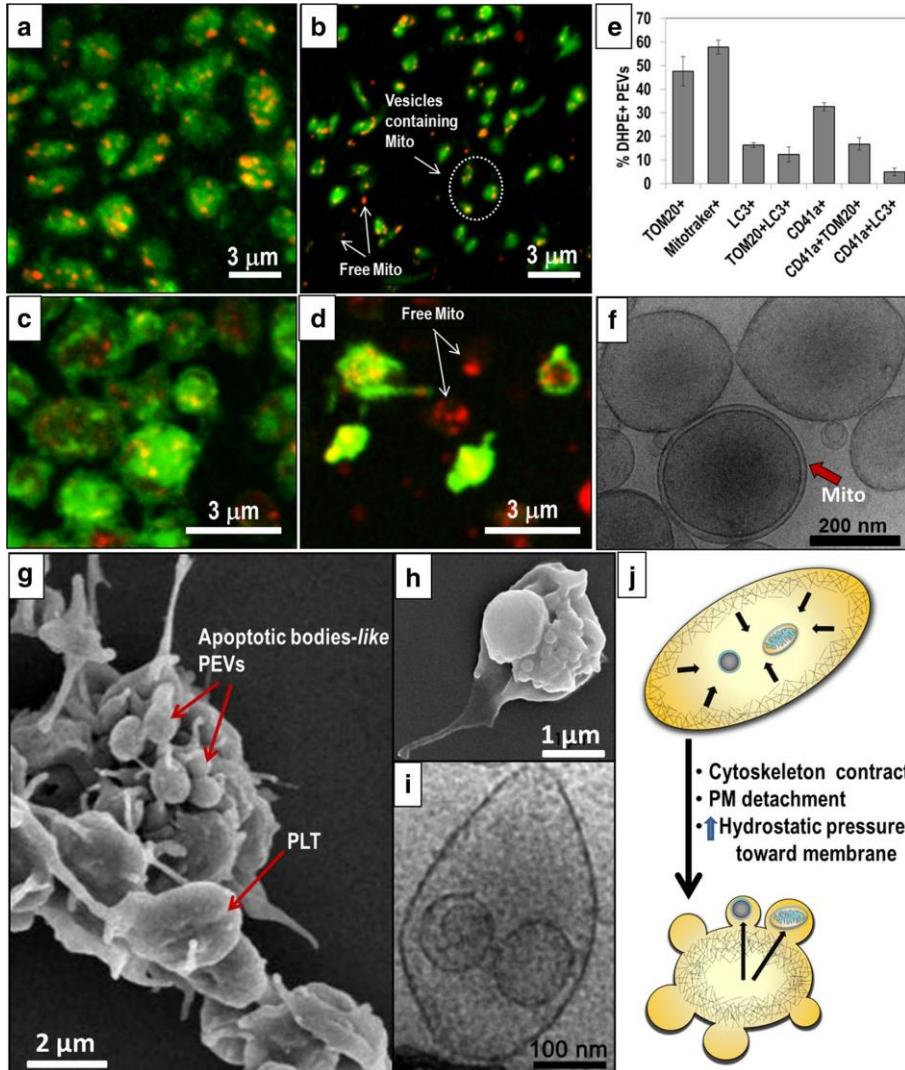 a
3 μm
b
Vesicles
containing
Mito
Free Mito
3 μm
c
3 μm
d
Free Mito
3 μm
e
% DHPE+ PEVs
70
60
50
40
30
20
10
0
TOM20+
Mitotraker+
LC3+
TOM20+LC3+
CD41a+
CD41a+TOM20+
CD41a+LC3+
f
Mito
200 nm
g
Apoptotic bodies-like
PEVs
PLT
2 μm
h
1 μm
i
100 nm
j
• Cytoskeleton contract
• PM detachment
• Hydrostatic pressure
toward membrane